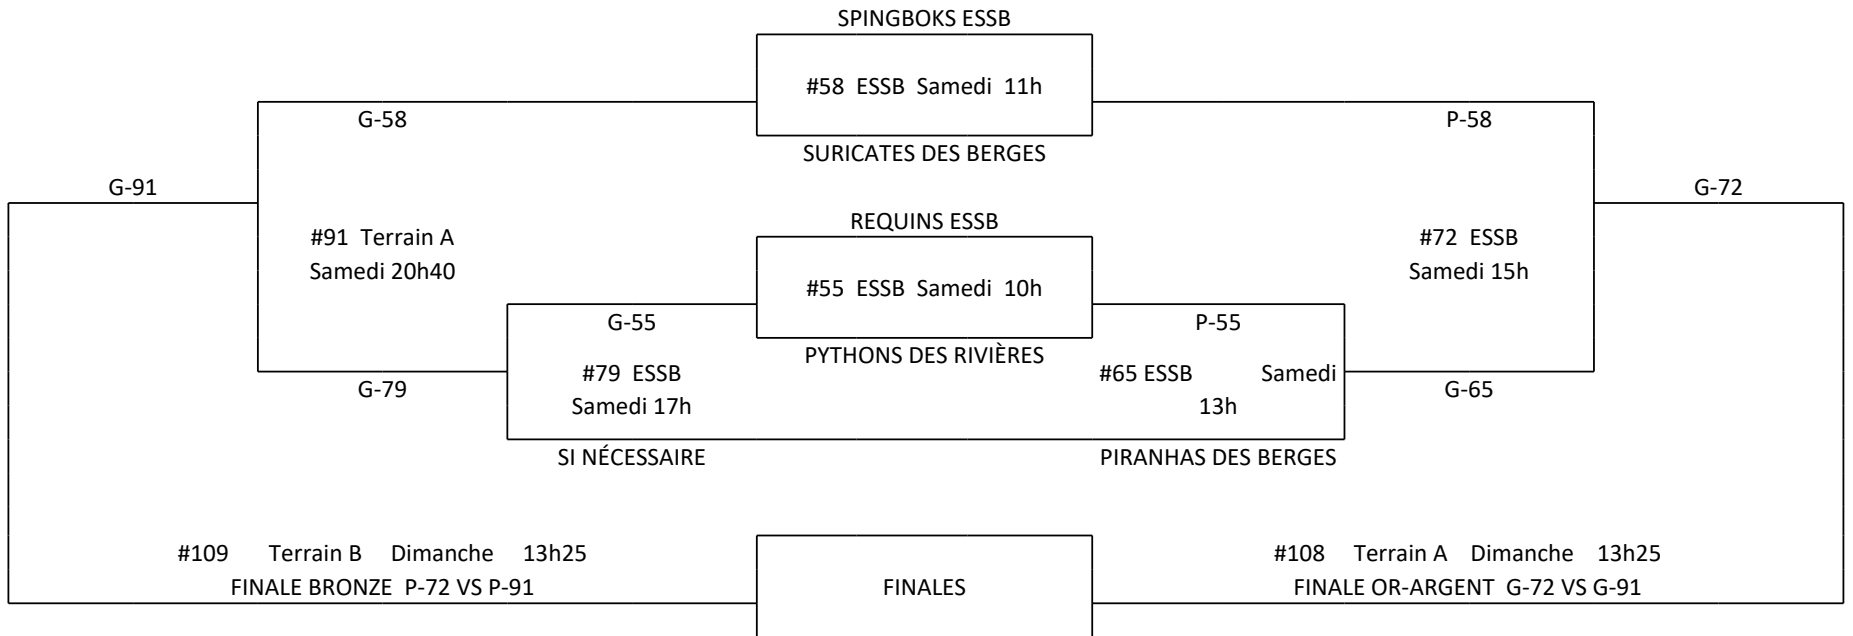 SPINGBOKS ESSB
#58 ESSB Samedi 11h
G-58
P-58
SURICATES DES BERGES
G-91
G-72
REQUINS ESSB
#91 Terrain A
Samedi 20h40
#72 ESSB
Samedi 15h
#55 ESSB Samedi 10h
G-55
P-55
PYTHONS DES RIVIÈRES
#79 ESSB
Samedi 17h
#65 ESSB Samedi
13h
G-79
G-65
SI NÉCESSAIRE
PIRANHAS DES BERGES
#109 Terrain B Dimanche 13h25
FINALE BRONZE P-72 VS P-91
FINALES
#108 Terrain A Dimanche 13h25
FINALE OR-ARGENT G-72 VS G-91